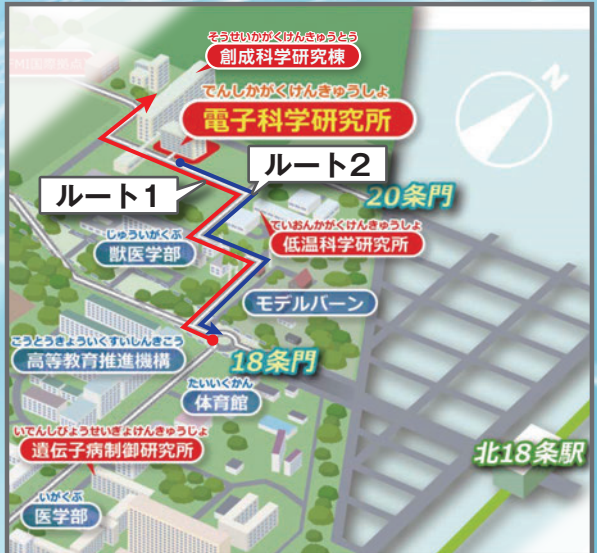 そうせいかがくけんきゅうとう
創成科学研究棟
FMI国際拠点
でんしかがくけんきゅうしょ
電子科学研究所
N
ルート2
ルート1
20条門
じゅういがくぶ
獣医学部
ていおんかがくけんきゅうしょ
低温科学研究所
モデルバーン
こうとうきょういくすいしんきこう
高等教育推進機構
18条門
たいいくかん
体育館
いでんしびょうせいぎょけんきゅうじょ
遺伝子病制御研究所
北18条駅
いがくぶ
医学部